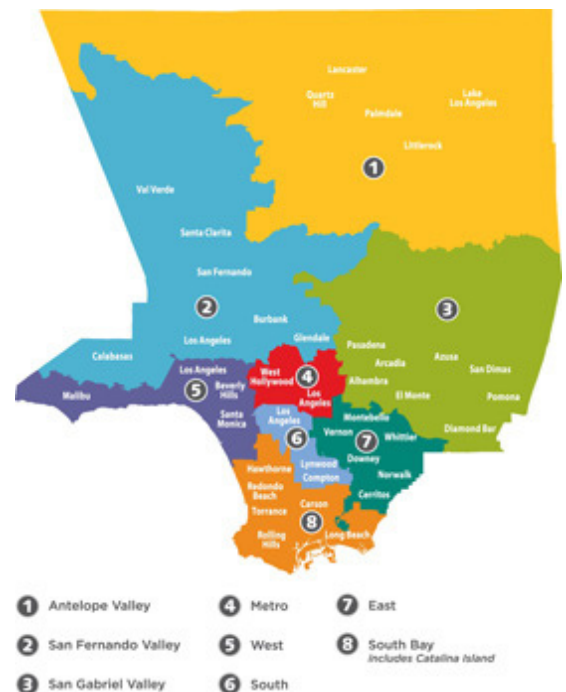 Lancaster
Quartz
Hill
Lake
Los Angeles
Palmdale
Littlerock
1
Val Verde
Santa Clarita
San Fernando
2
3
Burbank
Los Angeles
Glendale
Calabasas
Pasadena
Arcadia
Azusa
San Dimas
Alhambra
El Monte
Pomona
Diamond Bar
Los Angeles
Malibu
5
Beverly
Hills
Santa
Monica
West
Hollywood
4
Los
Angeles
Los
Angeles
6
Lynwood
Compton
Montebello
Vernon
7
Whittier
Downey
Norwalk
Cerritos
Hawthorne
Redondo
Beach
Torrance
Carson
8
Rolling
Hills
Long Beach
1 Antelope Valley
2 San Fernando Valley
3 San Gabriel Valley
4 Metro
5 West
6 South
7 East
8 South Bay
Includes Catalina Island